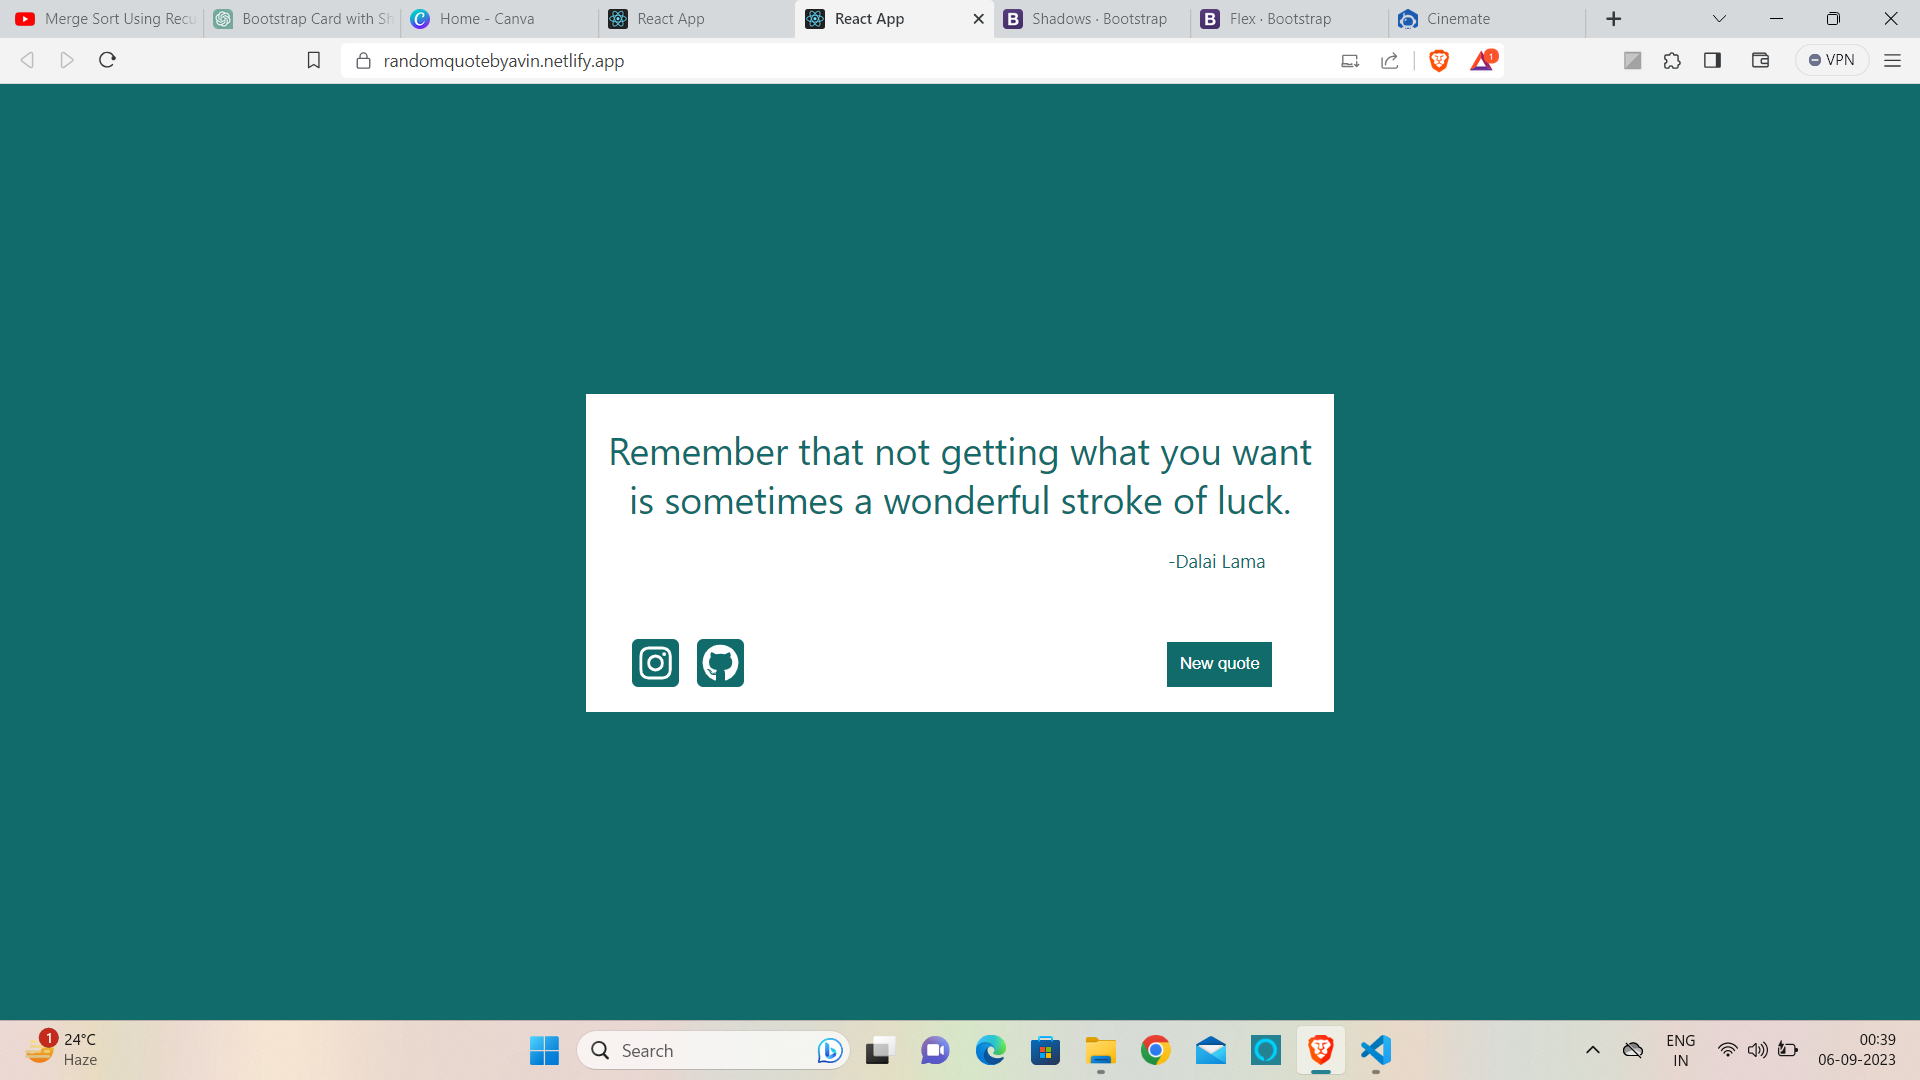 Merge Sort Using Recu
Bootstrap Card with Sh
Home - Canva
React App
React App
Shadows · Bootstrap
Flex · Bootstrap
Cinemate
randomquotebyavin.netlify.app
1
VPN
Remember that not getting what you want
is sometimes a wonderful stroke of luck.
-Dalai Lama
New quote
1
24°C
Haze
Search
ENG
IN
00:39
06-09-2023